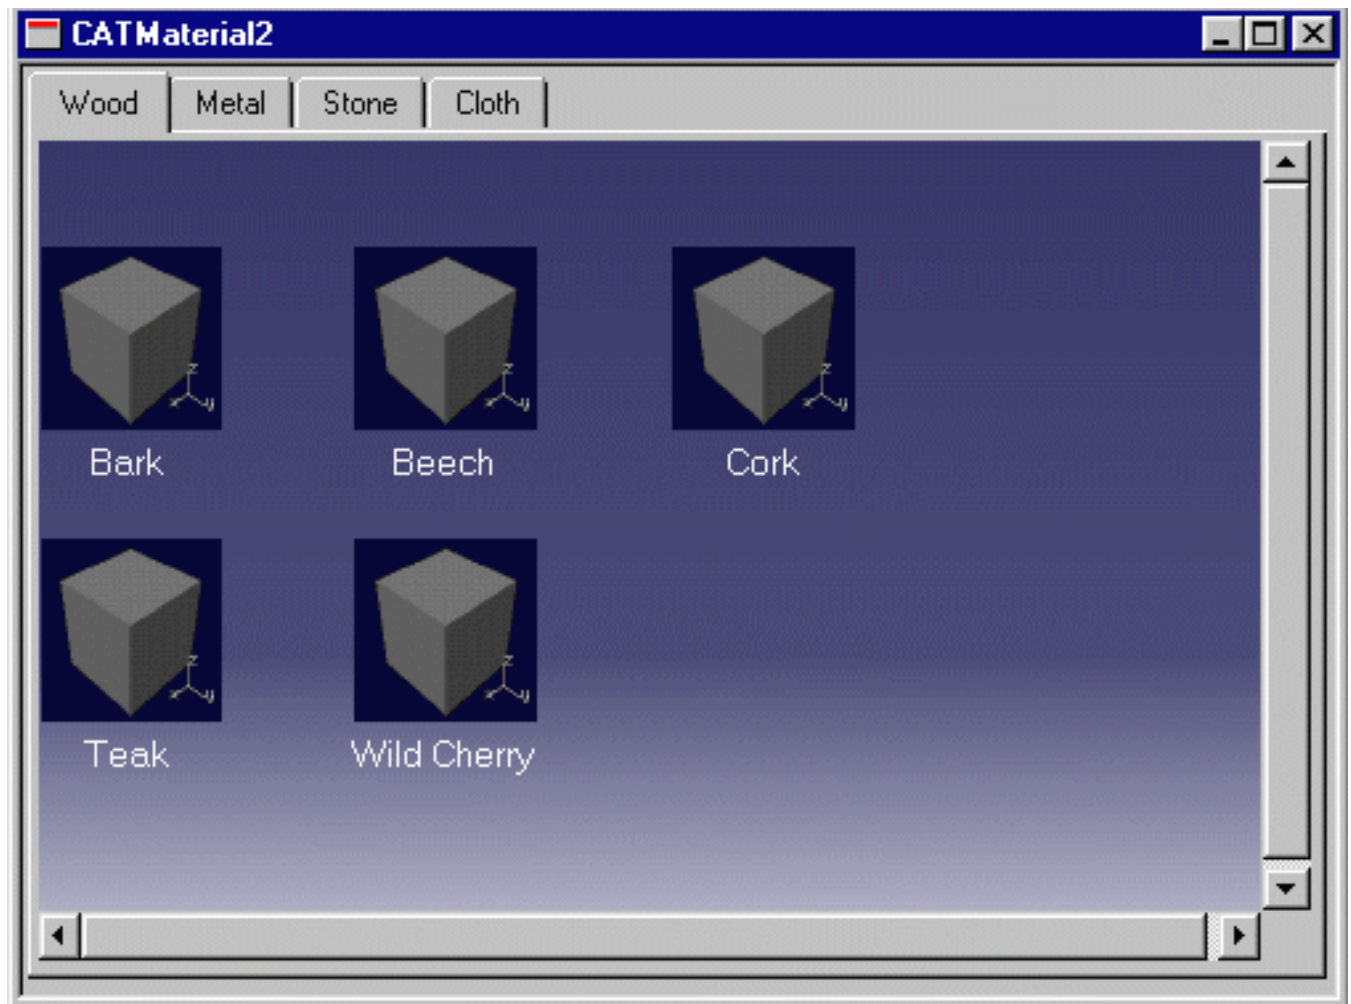 CATMaterial2
Wood Metal Stone Cloth
z z z
x y x y x y
Bark Beech Cork
z z
x y x y
Teak Wild Cherry